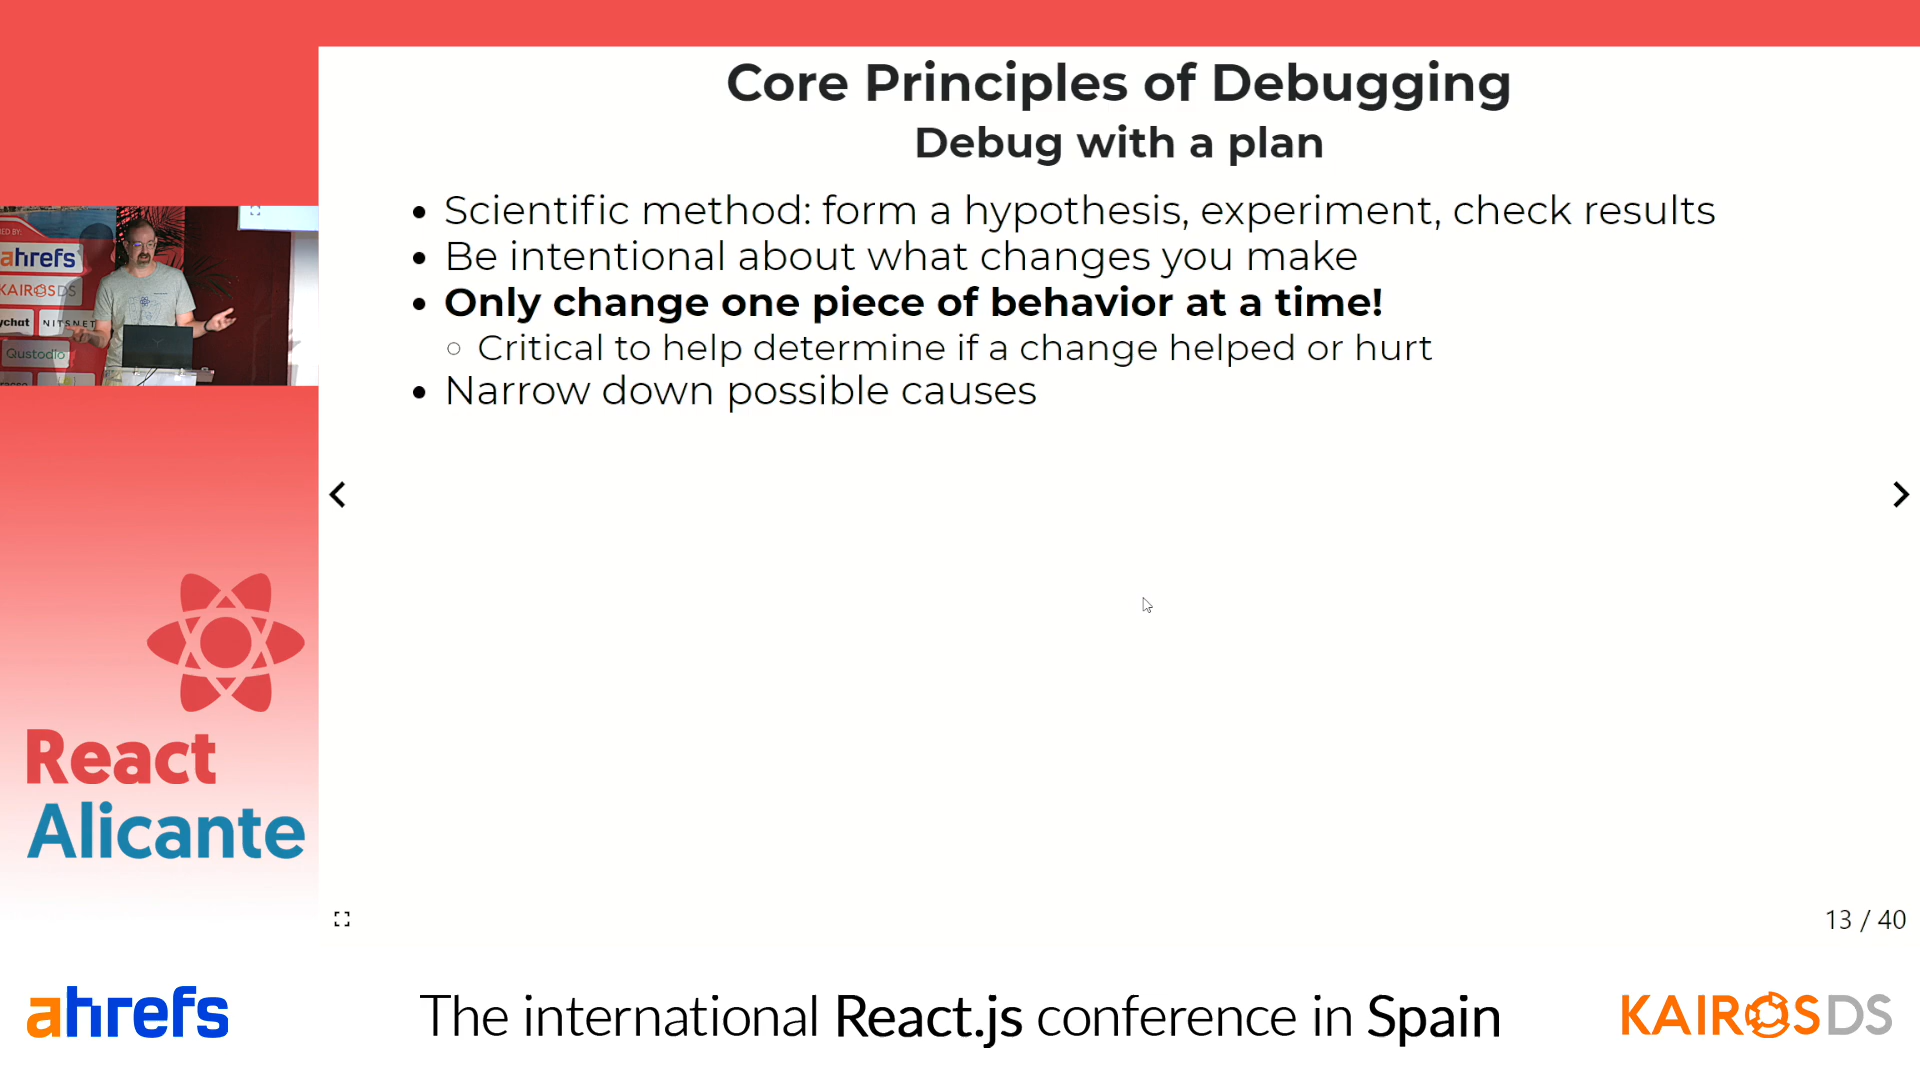 Core Principles of Debugging
Debug with a plan
Scientific method: form a hypothesis, experiment, check results
Be intentional about what changes you make
Only change one piece of behavior at a time!
Critical to help determine if a change helped or hurt
Narrow down possible causes
ahrefs
KAIROSDS
ychat
NITSNET
Qustodio
React
Alicante
13 / 40
ahrefs
The international React.js conference in Spain
KAIROSDS